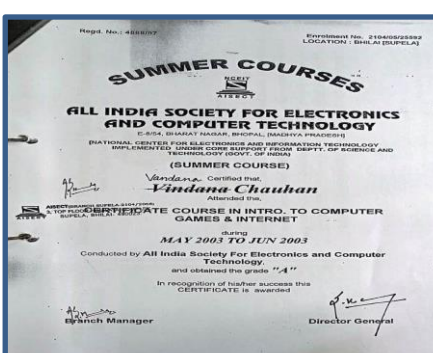 Regd. No.: 4668/97
Enrolment No. 2104/05/25592
LOCATION : BHILAI [SUPELA]
SUMMER COURSES
NCEIT
AISECT
ALL INDIA SOCIETY FOR ELECTRONICS
AND COMPUTER TECHNOLOGY
E-8/54, BHARAT NAGAR, BHOPAL, (MADHYA PRADESH)
[NATIONAL CENTER FOR ELECTRONICS AND INFORMATION TECHNOLOGY
IMPLEMENTED UNDER CORE SUPPORT FROM DEPTT. OF SCIENCE AND
TECHNOLOGY (GOVT. OF INDIA)
(SUMMER COURSE)
Vandana Certified that,
Vindana Chauhan
Attended the,
CERTIFICATE COURSE IN INTRO. TO COMPUTER
GAMES & INTERNET
during
MAY 2003 TO JUN 2003
Conducted by All India Society For Electronics and Computer
Technology.
and obtained the grade "A"
In recognition of his/her success this
CERTIFICATE is awarded
Branch Manager
Director General